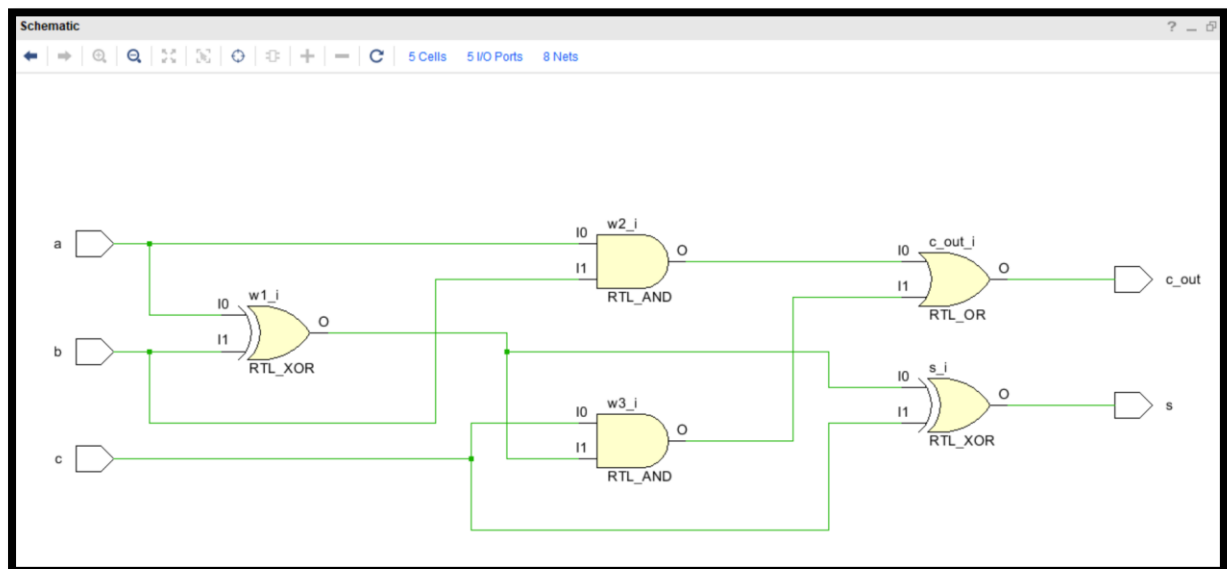 Schematic
? _
5 Cells 5 I/O Ports 8 Nets
a
b
c
I0 w1_i
I1 O
RTL_XOR
w2_i
I0 O
I1
RTL_AND
w3_i
I0 O
I1
RTL_AND
c_out_i
I0 O
I1
RTL_OR
c_out
s_i
I0 O
I1
RTL_XOR
s